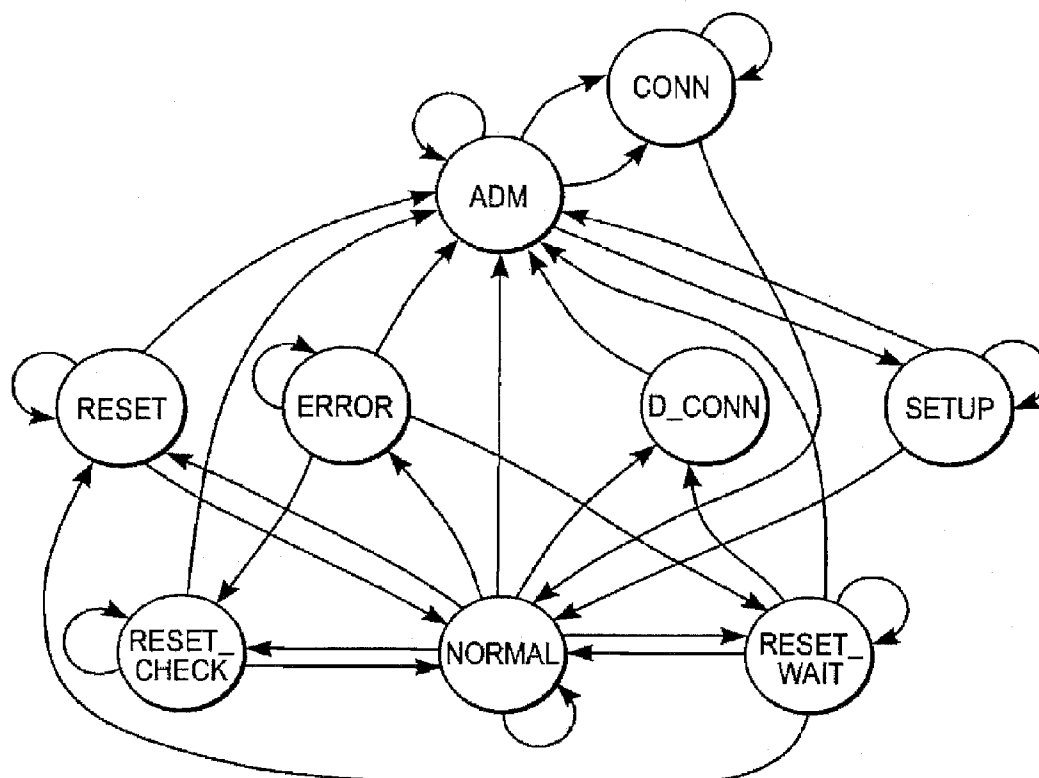 CONN
ADM
RESET
ERROR
D_CONN
SETUP
RESET_
CHECK
NORMAL
RESET_
WAIT